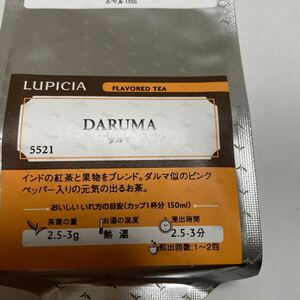 LUPICIA
FLAVORED TEA
DARUMA
ダルマ
5521
インドの紅茶と果物をブレンド。ダルマ似のピンク
ペッパー入りの元気の出るお茶。
おいしいいれ方の目安(カップ1杯分 150ml)
茶葉の量 お湯の温度 浸出時間
2.5-3g 熱湯 2.5-3分
煎出回数:1~2回